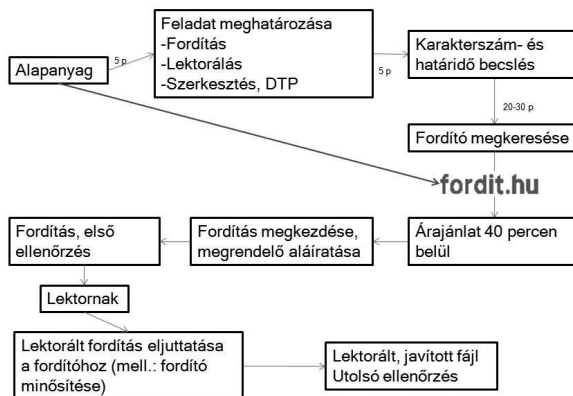 Alapanyag
5 p
Feladat meghatározása
-Fordítás
-Lektorálás
-Szerkesztés, DTP
5 p
Karakterszám- és
határidő becslés
20-30 p
Fordító megkeresése
fordit.hu
Árajánlat 40 percen
belül
Fordítás megkezdése,
megrendelő aláíratása
Fordítás, első
ellenőrzés
Lektornak
Lektorált fordítás eljuttatása
a fordítóhoz (mell.: fordító
minősítése)
Lektorált, javított fájl
Utolsó ellenőrzés